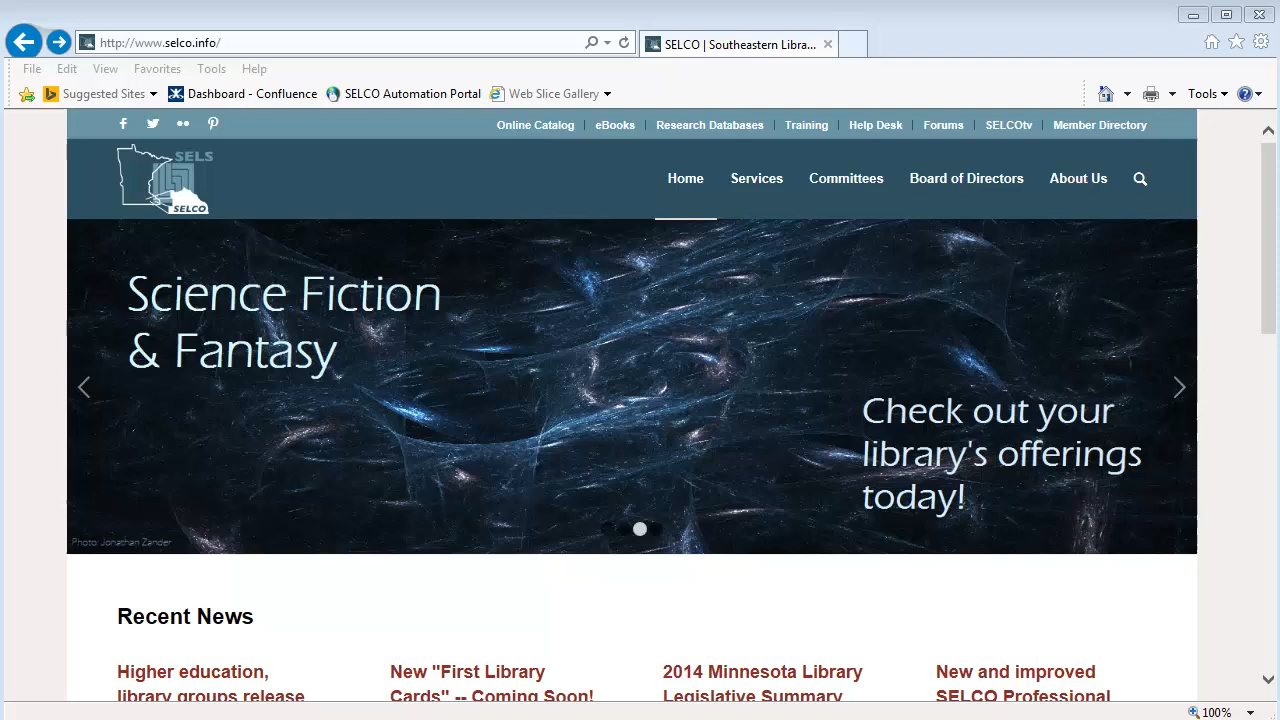 http://www.selco.info/
SELCO | Southeastern Libra...
File Edit View Favorites Tools Help
Suggested Sites Dashboard - Confluence SELCO Automation Portal Web Slice Gallery Tools
Online Catalog eBooks Research Databases Training Help Desk Forums SELCOtv Member Directory
SELS
SELCO
Home Services Committees Board of Directors About Us
Science Fiction
& Fantasy
Check out your
library's offerings
today!
Photo: Jonathan Zander
Recent News
Higher education,
library groups release
New "First Library
Cards" -- Coming Soon!
2014 Minnesota Library
Legislative Summary
New and improved
SELCO Professional
100%